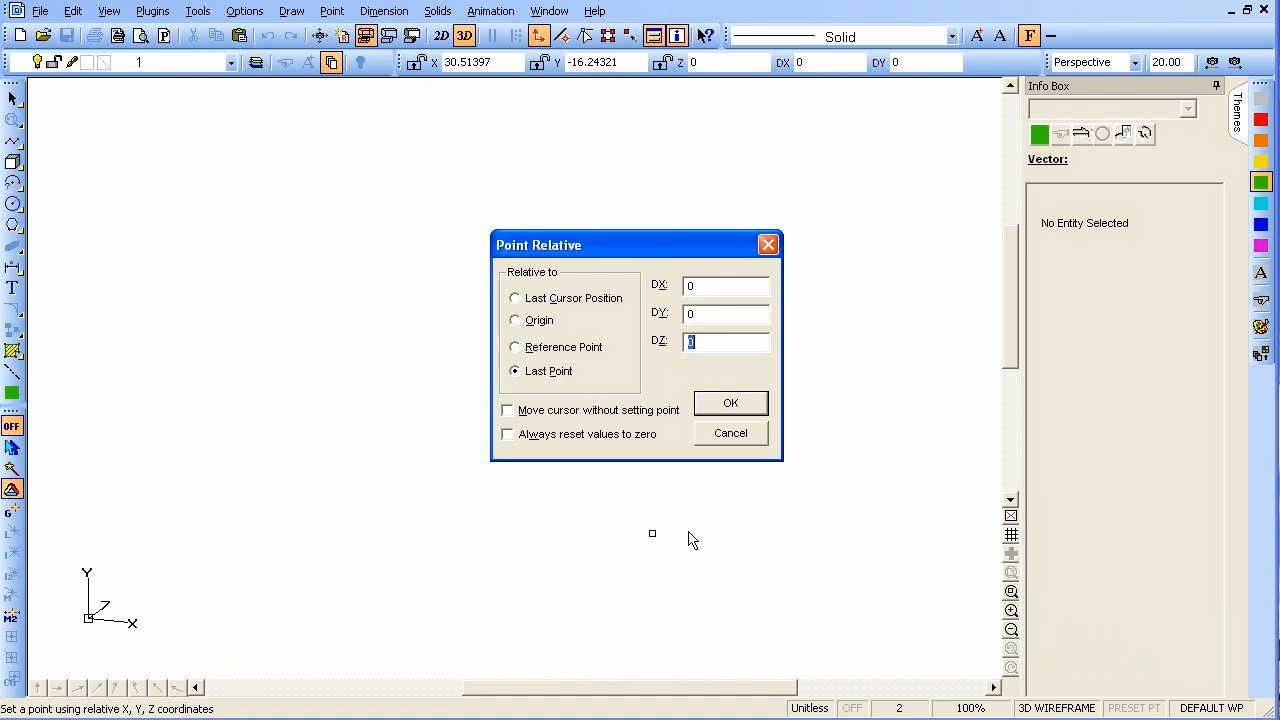 File Edit View Plugins Tools Options Draw Point Dimension Solids Animation Window Help
2D 3D Solid F
1 X 30.51397 Y -16.24321 Z 0 DX 0 DY 0 Perspective 20.00
Info Box
Themes
Vector:
No Entity Selected
Point Relative
Relative to
Last Cursor Position
Origin
Reference Point
Last Point
DX: 0
DY: 0
DZ: 0
Move cursor without setting point
Always reset values to zero
OK
Cancel
T
A
OFF
G
M2
Y
Z
X
Set a point using relative X, Y, Z coordinates
Unitless OFF 2 100% 3D WIREFRAME PRESET PT DEFAULT WP